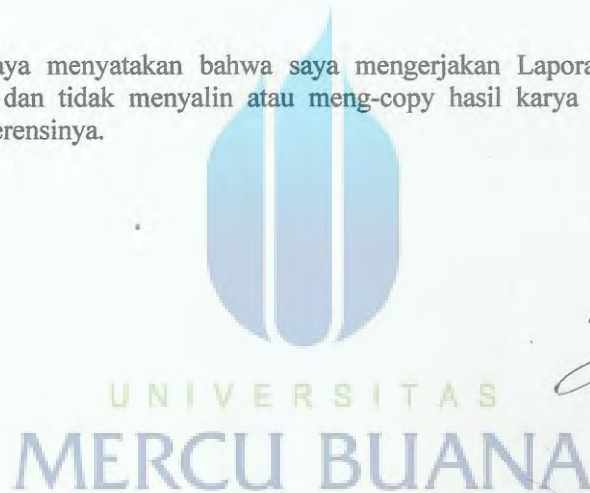 aya menyatakan bahwa saya mengerjakan Lapora
dan tidak menyalin atau meng-copy hasil karya
erensinya.
UNIVERSITAS
MERCU BUANA